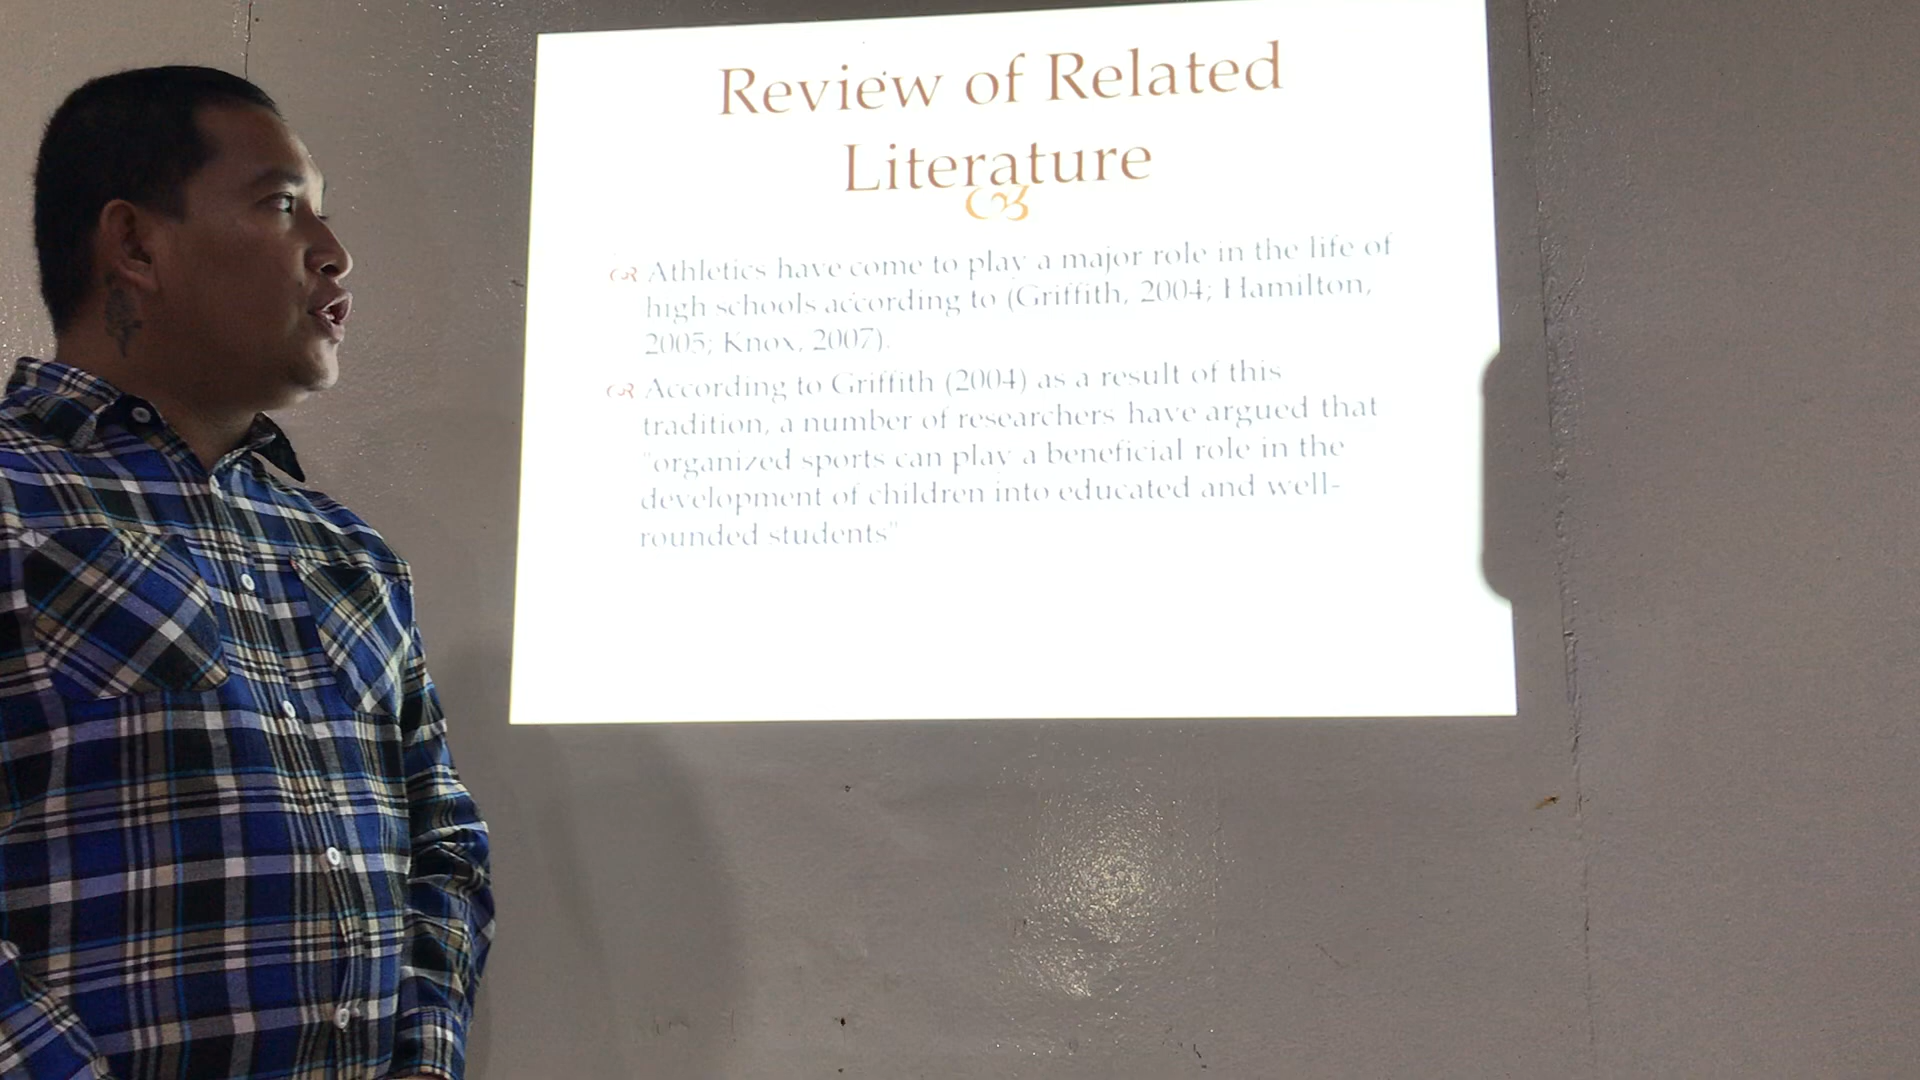 Review of Related
Literature
Athletics have come to play a major role in the life of
high schools according to (Griffith, 2004; Hamilton,
2005; Knox, 2007).
According to Griffith (2004) as a result of this
tradition, a number of researchers have argued that
"organized sports can play a beneficial role in the
development of children into educated and well-
rounded students"